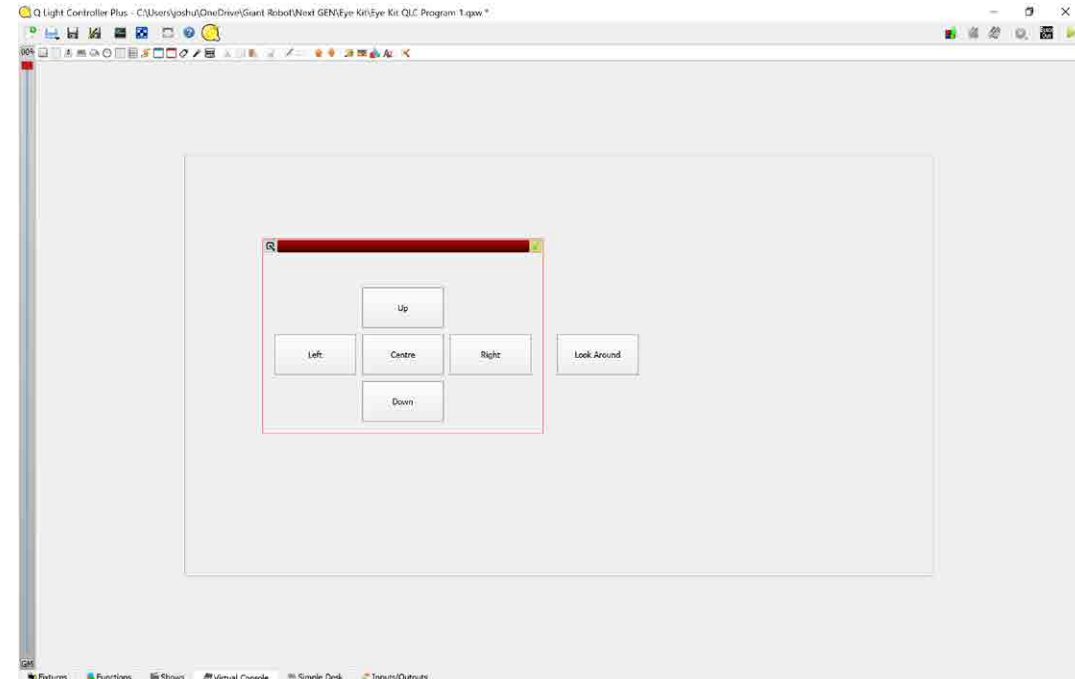 Q Light Controller Plus - C:\Users\joshu\OneDrive\Giant Robot\Next GEN\Eye Kit\Eye Kit QLC Program 1.qxw *
Up
Left Centre Right Look Around
Down
GM
Fixtures Functions Shows Virtual Console Simple Desk Inputs/Outputs